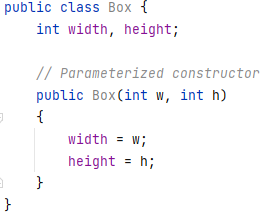 public class Box {
    int width, height;

    // Parameterized constructor
    public Box(int w, int h)
    {
        width = w;
        height = h;
    }
}